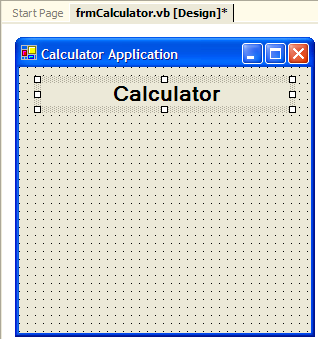 Start Page frmCalculator.vb [Design]*
Calculator Application
Calculator